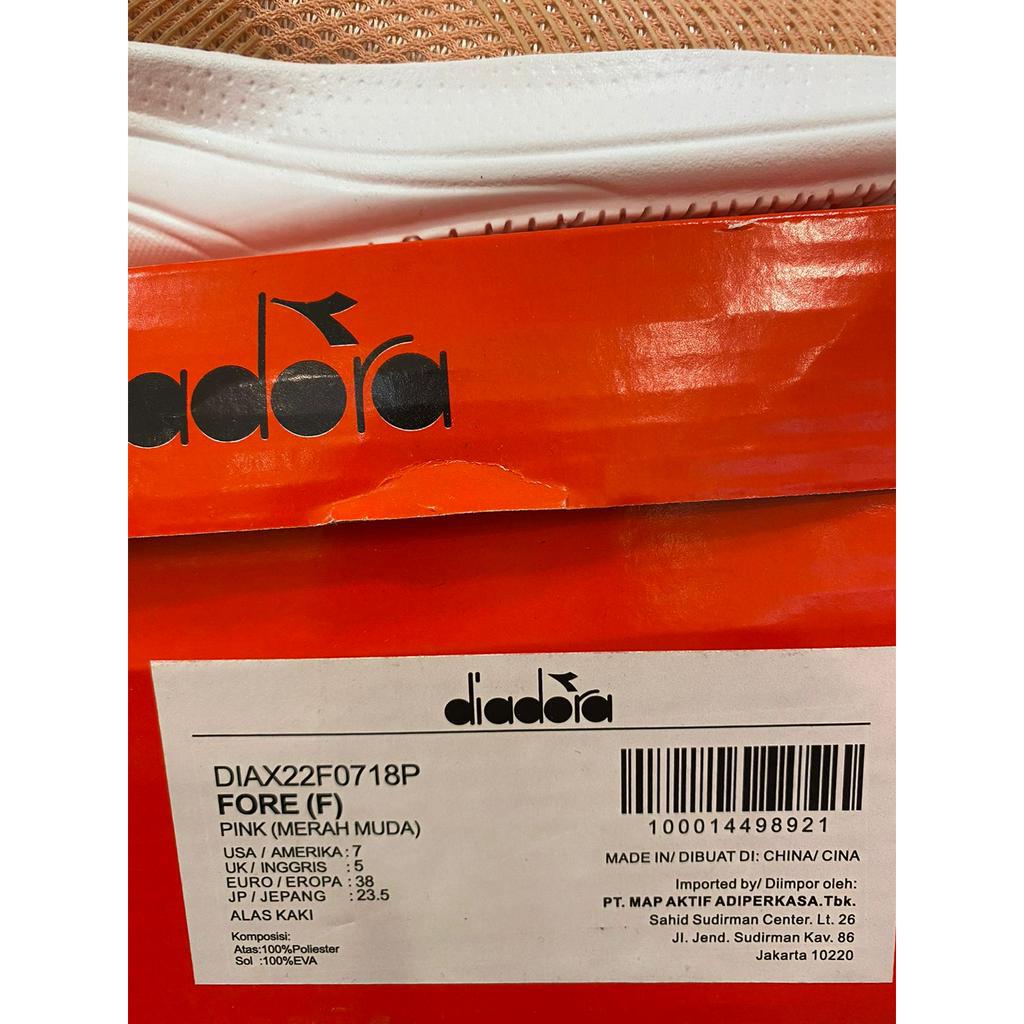 adora
diadora
DIAX22F0718P
FORE (F)
PINK (MERAH MUDA)
USA / AMERIKA : 7
UK / INGGRIS : 5
EURO / EROPA : 38
JP / JEPANG : 23.5
ALAS KAKI
Komposisi:
Atas:100%Poliester
Sol :100%EVA
100014498921
MADE IN/ DIBUAT DI: CHINA/ CINA
Imported by/ Diimpor oleh:
PT. MAP AKTIF ADIPERKASA.Tbk.
Sahid Sudirman Center. Lt. 26
Jl. Jend. Sudirman Kav. 86
Jakarta 10220